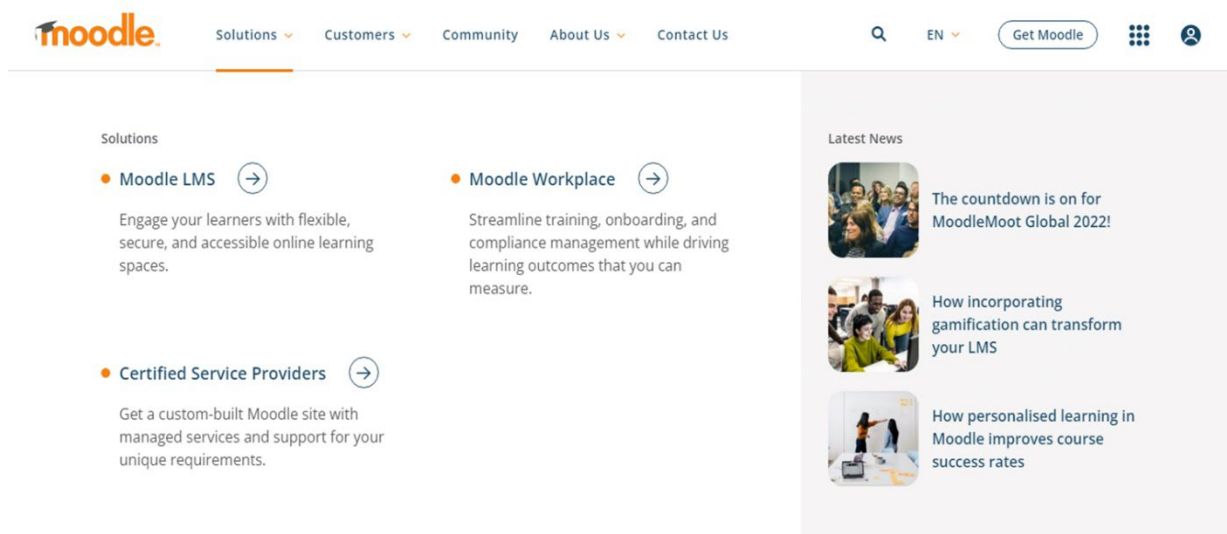 moodle
Solutions
Customers
Community
About Us
Contact Us
EN
Get Moodle
Solutions
Moodle LMS
Engage your learners with flexible,
secure, and accessible online learning
spaces.
Moodle Workplace
Streamline training, onboarding, and
compliance management while driving
learning outcomes that you can
measure.
Certified Service Providers
Get a custom-built Moodle site with
managed services and support for your
unique requirements.
Latest News
The countdown is on for
MoodleMoot Global 2022!
How incorporating
gamification can transform
your LMS
How personalised learning in
Moodle improves course
success rates